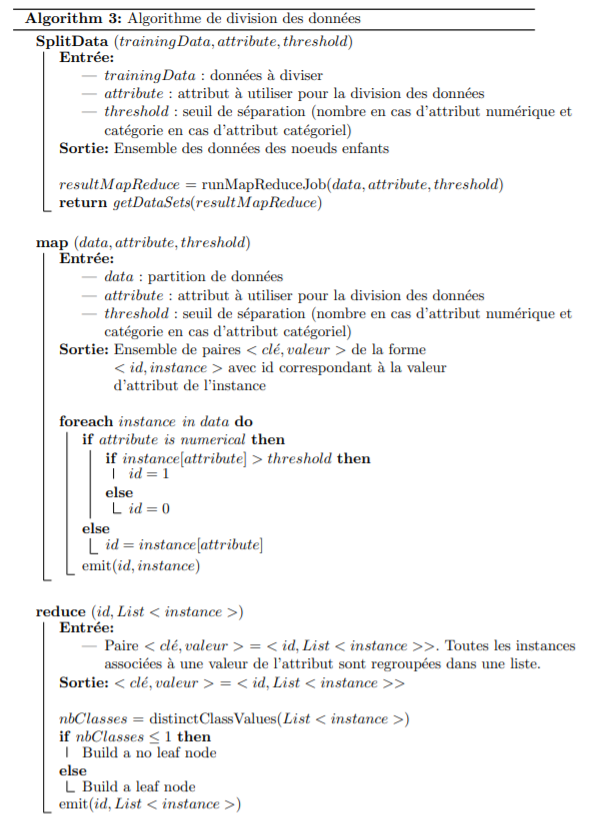 Algorithm 3: Algorithme de division des données
SplitData (trainingData, attribute, threshold)
Entrée:
— trainingData : données à diviser
— attribute : attribut à utiliser pour la division des données
— threshold : seuil de séparation (nombre en cas d'attribut numérique et
catégorie en cas d'attribut catégoriel)
Sortie: Ensemble des données des noeuds enfants
resultMapReduce = runMapReduceJob(data, attribute, threshold)
return getDataSets(resultMapReduce)
map (data, attribute, threshold)
Entrée:
— data : partition de données
— attribute : attribut à utiliser pour la division des données
— threshold : seuil de séparation (nombre en cas d'attribut numérique et
catégorie en cas d'attribut catégoriel)
Sortie: Ensemble de paires < clé, valeur > de la forme
< id, instance > avec id correspondant à la valeur
d'attribut de l'instance
foreach instance in data do
if attribute is numerical then
if instance[attribute] > threshold then
id = 1
else
id = 0
else
id = instance[attribute]
emit(id, instance)
reduce (id, List < instance >)
Entrée:
— Paire < clé, valeur > = < id, List < instance >>. Toutes les instances
associées à une valeur de l'attribut sont regroupées dans une liste.
Sortie: < clé, valeur > = < id, List < instance >>
nbClasses = distinctClassValues(List < instance >)
if nbClasses ≤ 1 then
Build a no leaf node
else
Build a leaf node
emit(id, List < instance >)